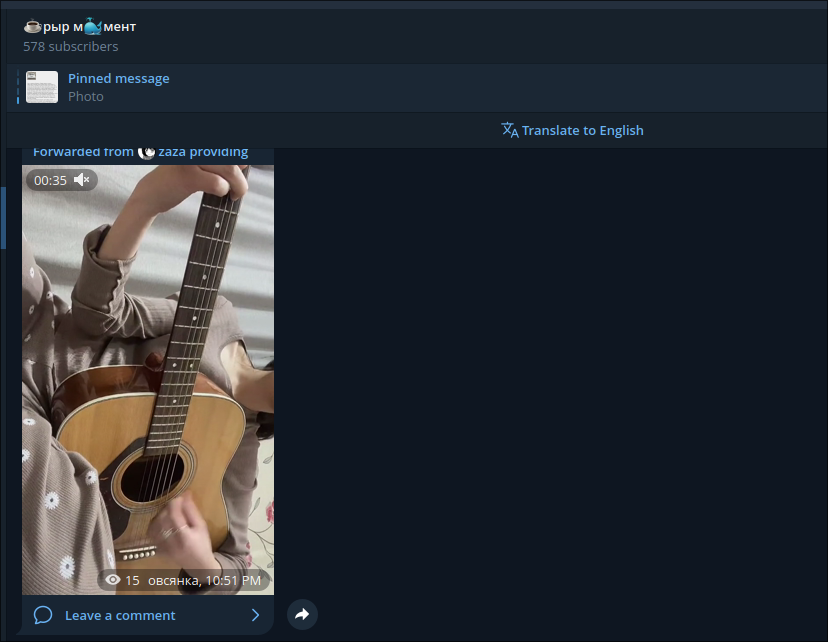 ☕рыр м🐳мент
578 subscribers
Pinned message
Photo
Translate to English
Forwarded from zaza providing
00:35
15 овсянка, 10:51 PM
Leave a comment